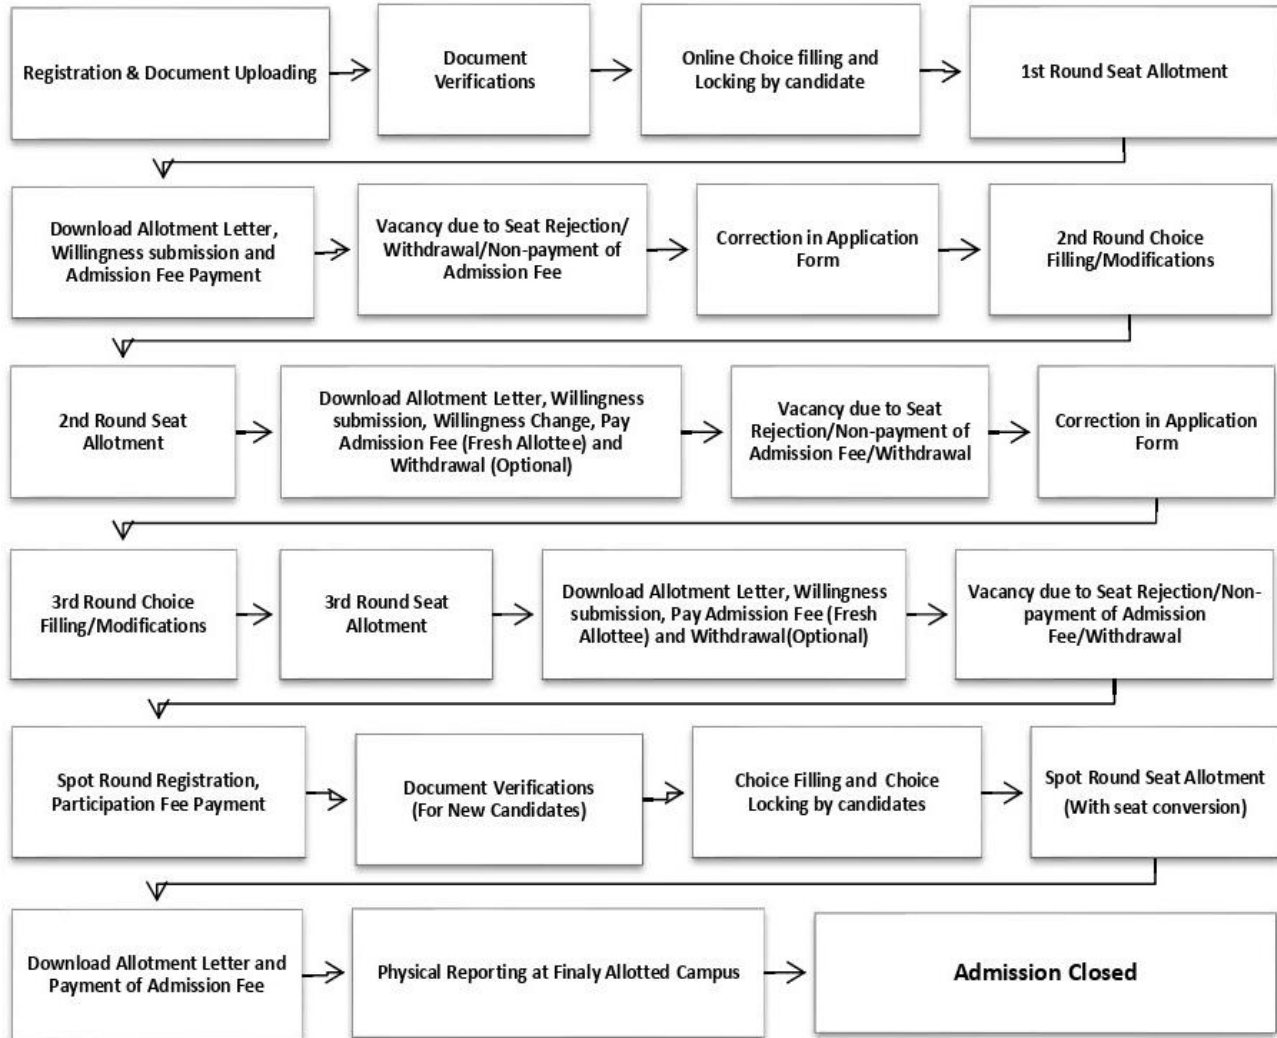 Registration & Document Uploading
Document
Verifications
Online Choice filling and
Locking by candidate
1st Round Seat Allotment
Download Allotment Letter,
Willingness submission and
Admission Fee Payment
Vacancy due to Seat Rejection/
Withdrawal/Non-payment of
Admission Fee
Correction in Application
Form
2nd Round Choice
Filling/Modifications
2nd Round Seat
Allotment
Download Allotment Letter, Willingness
submission, Willingness Change, Pay
Admission Fee (Fresh Allottee) and
Withdrawal (Optional)
Vacancy due to Seat
Rejection/Non-payment of
Admission Fee/Withdrawal
Correction in Application
Form
3rd Round Choice
Filling/Modifications
3rd Round Seat
Allotment
Download Allotment Letter, Willingness
submission, Pay Admission Fee (Fresh
Allottee) and Withdrawal(Optional)
Vacancy due to Seat Rejection/Non-
payment of Admission
Fee/Withdrawal
Spot Round Registration,
Participation Fee Payment
Document Verifications
(For New Candidates)
Choice Filling and Choice
Locking by candidates
Spot Round Seat Allotment
(With seat conversion)
Download Allotment Letter and
Payment of Admission Fee
Physical Reporting at Finaly Allotted Campus
Admission Closed